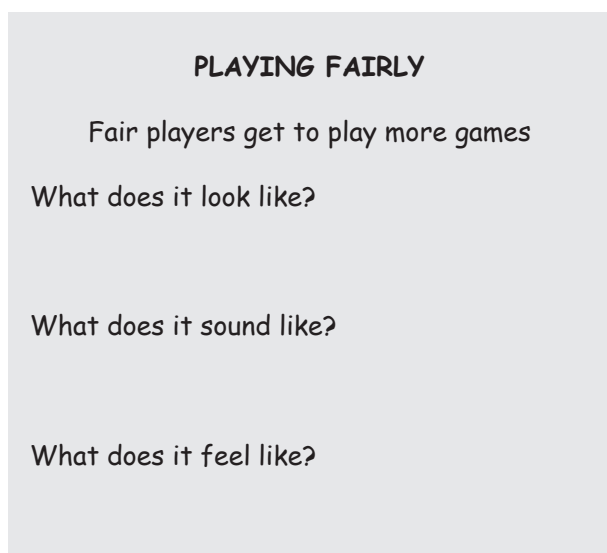 PLAYING FAIRLY
Fair players get to play more games
What does it look like?
What does it sound like?
What does it feel like?